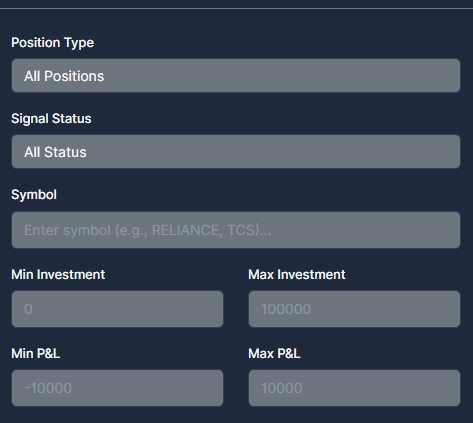 Position Type
All Positions
Signal Status
All Status
Symbol
Enter symbol (e.g., RELIANCE, TCS)...
Min Investment Max Investment
0 100000
Min P&L Max P&L
-10000 10000